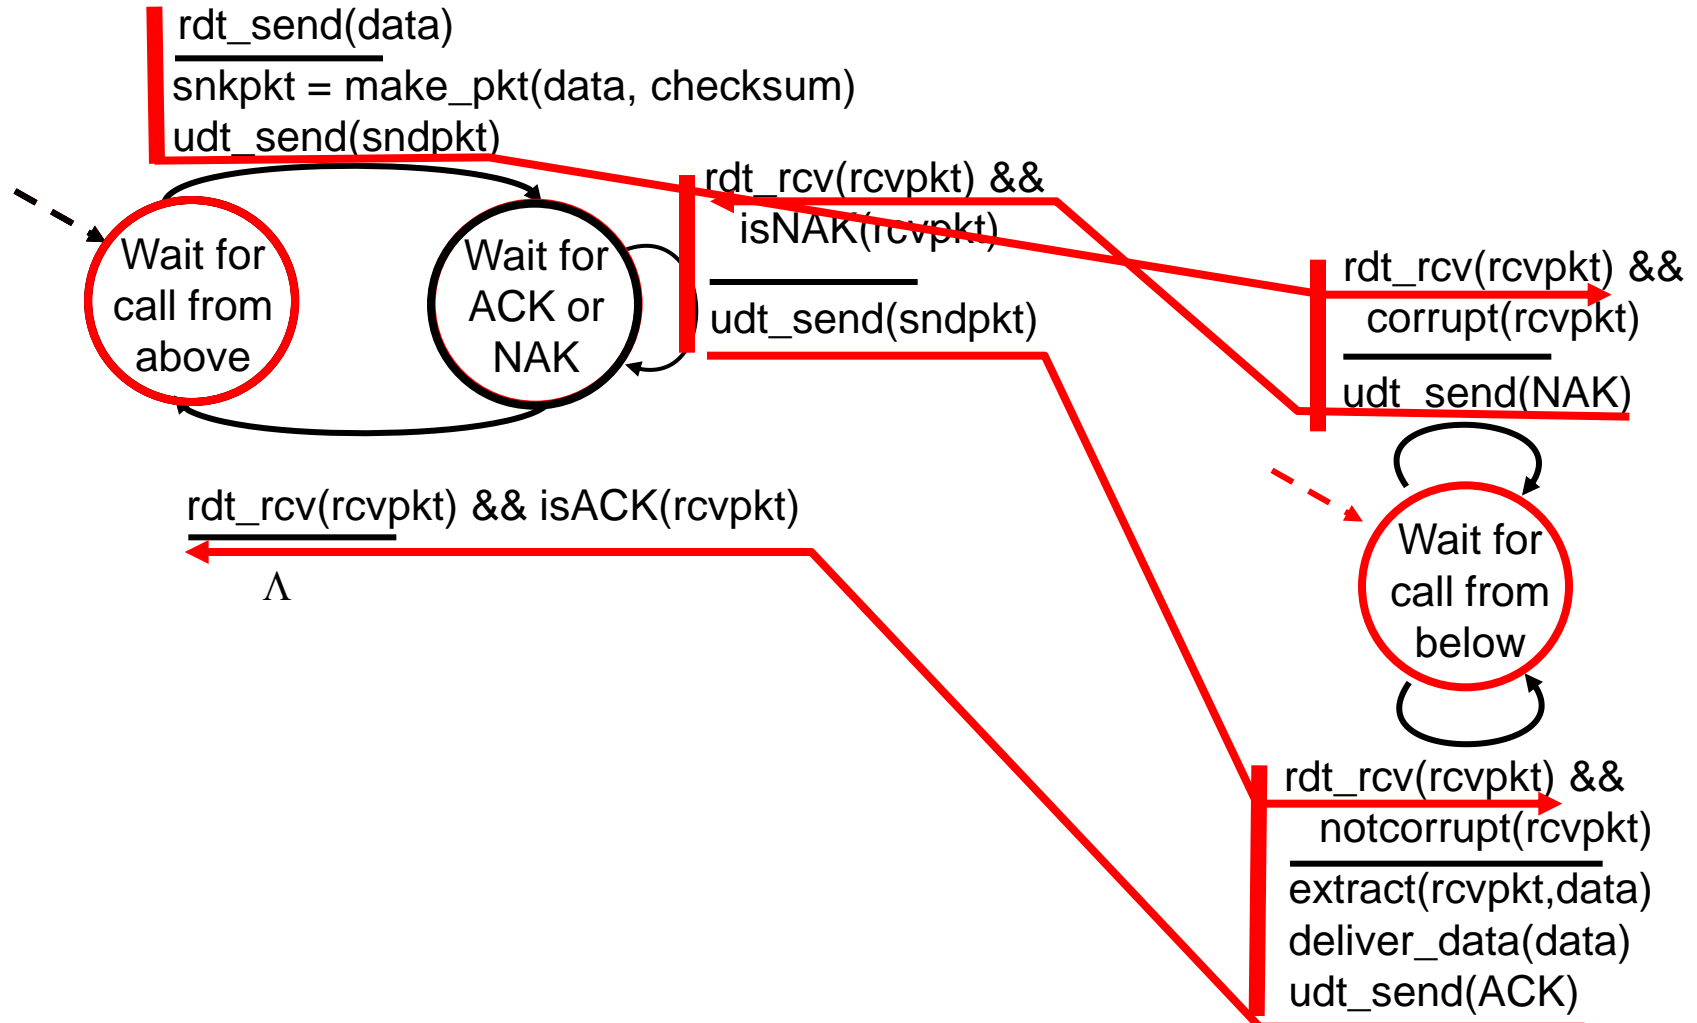 rdt_send(data)
snkpkt = make_pkt(data, checksum)
udt_send(sndpkt)
Wait for
call from
above
Wait for
ACK or
NAK
rdt_rcv(rcvpkt) &&
isNAK(rcvpkt)
udt_send(sndpkt)
rdt_rcv(rcvpkt) && isACK(rcvpkt)
Λ
rdt_rcv(rcvpkt) &&
corrupt(rcvpkt)
udt_send(NAK)
Wait for
call from
below
rdt_rcv(rcvpkt) &&
notcorrupt(rcvpkt)
extract(rcvpkt,data)
deliver_data(data)
udt_send(ACK)